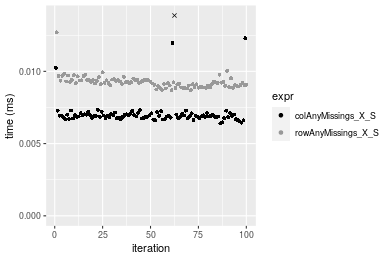 0.010
0.005
0.000
time (ms)
0
25
50
75
100
iteration
expr
colAnyMissings_X_S
rowAnyMissings_X_S